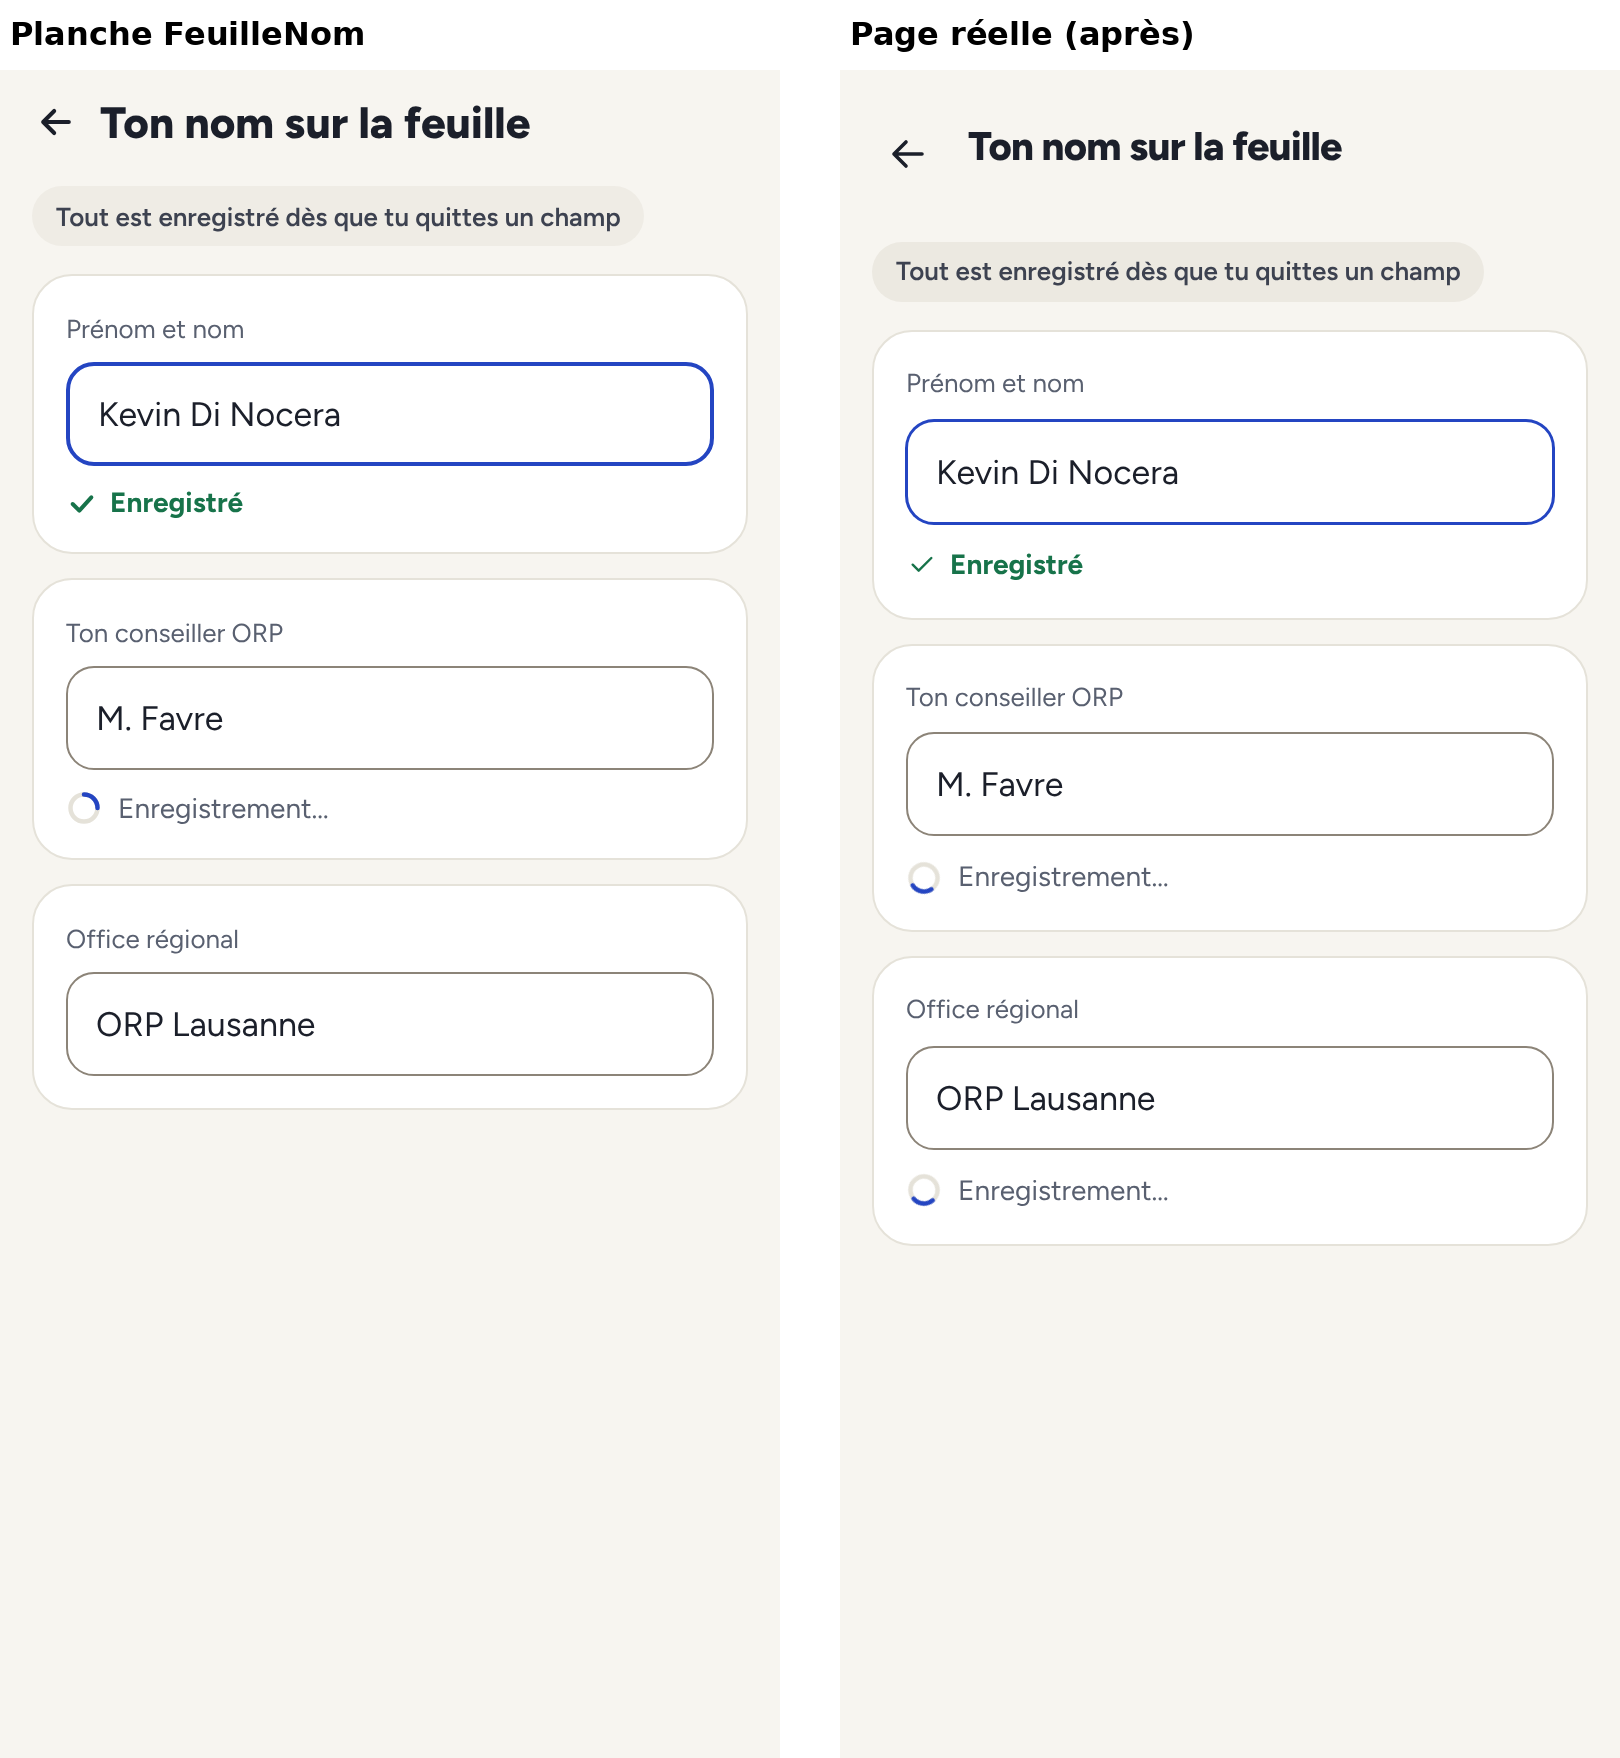 Planche FeuilleNom
Ton nom sur la feuille
Tout est enregistré dès que tu quittes un champ
Prénom et nom
Kevin Di Nocera
Enregistré
Ton conseiller ORP
M. Favre
Enregistrement...
Office régional
ORP Lausanne
Page réelle (après)
Ton nom sur la feuille
Tout est enregistré dès que tu quittes un champ
Prénom et nom
Kevin Di Nocera
Enregistré
Ton conseiller ORP
M. Favre
Enregistrement...
Office régional
ORP Lausanne
Enregistrement...